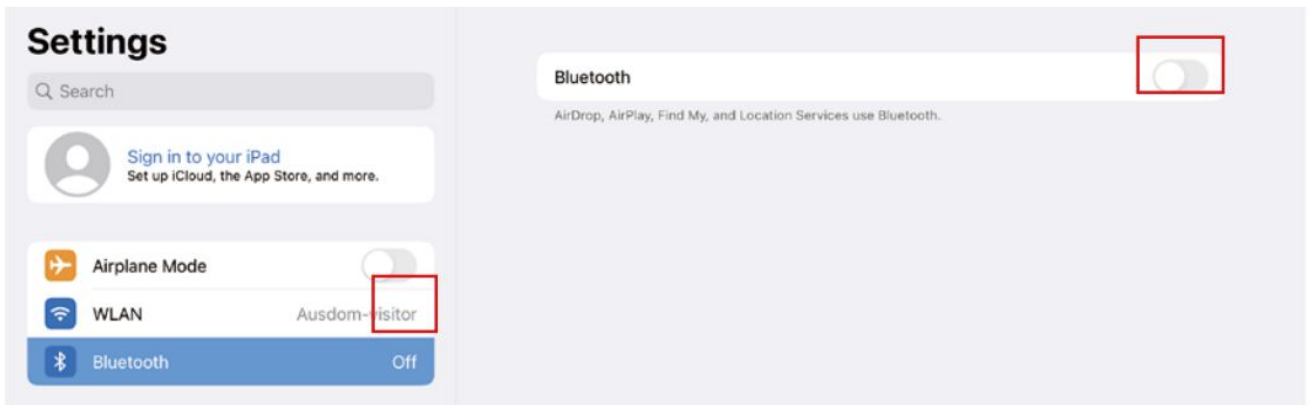 Settings
Search
Sign in to your iPad
Set up iCloud, the App Store, and more.
Airplane Mode
WLAN Ausdom-visitor
Bluetooth Off
Bluetooth
AirDrop, AirPlay, Find My, and Location Services use Bluetooth.